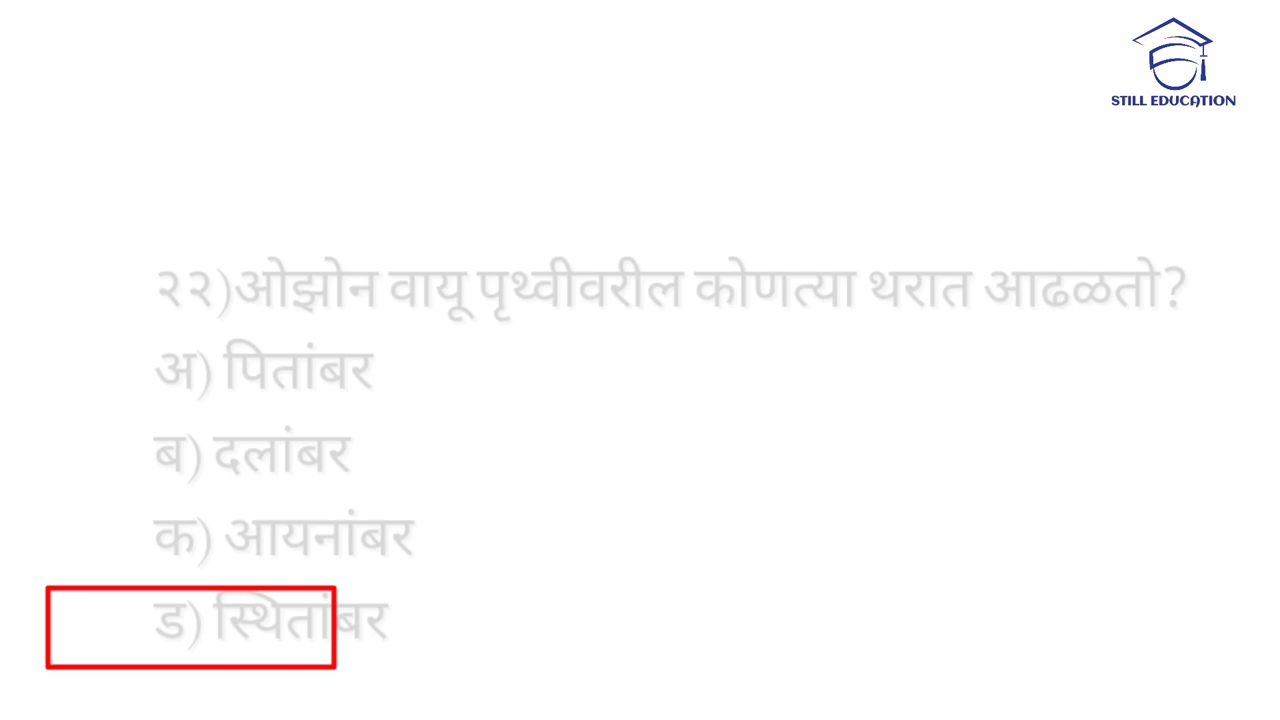 STILL EDUCATION
२२)ओझोन वायू पृथ्वीवरील कोणत्या थरात आढळतो?
अ) पितांबर
ब) दलांबर
क) आयनांबर
ड) स्थितांबर